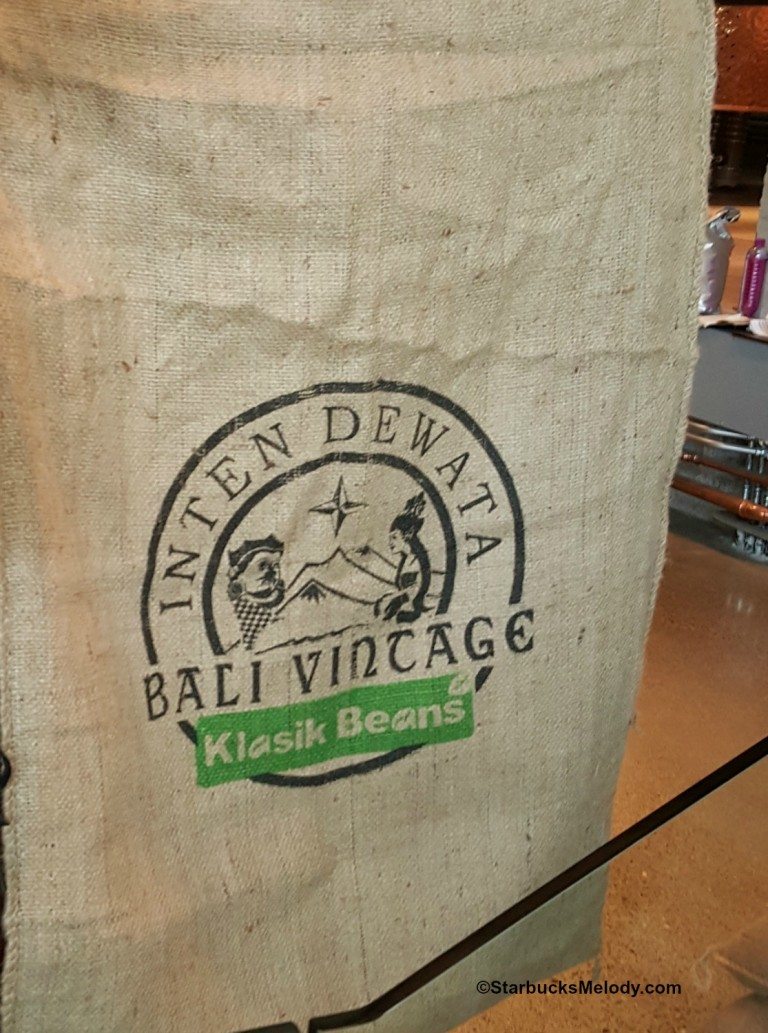 INTEN DEWATA
BALI VINTAGE
Klasik Beans
©StarbucksMelody.com